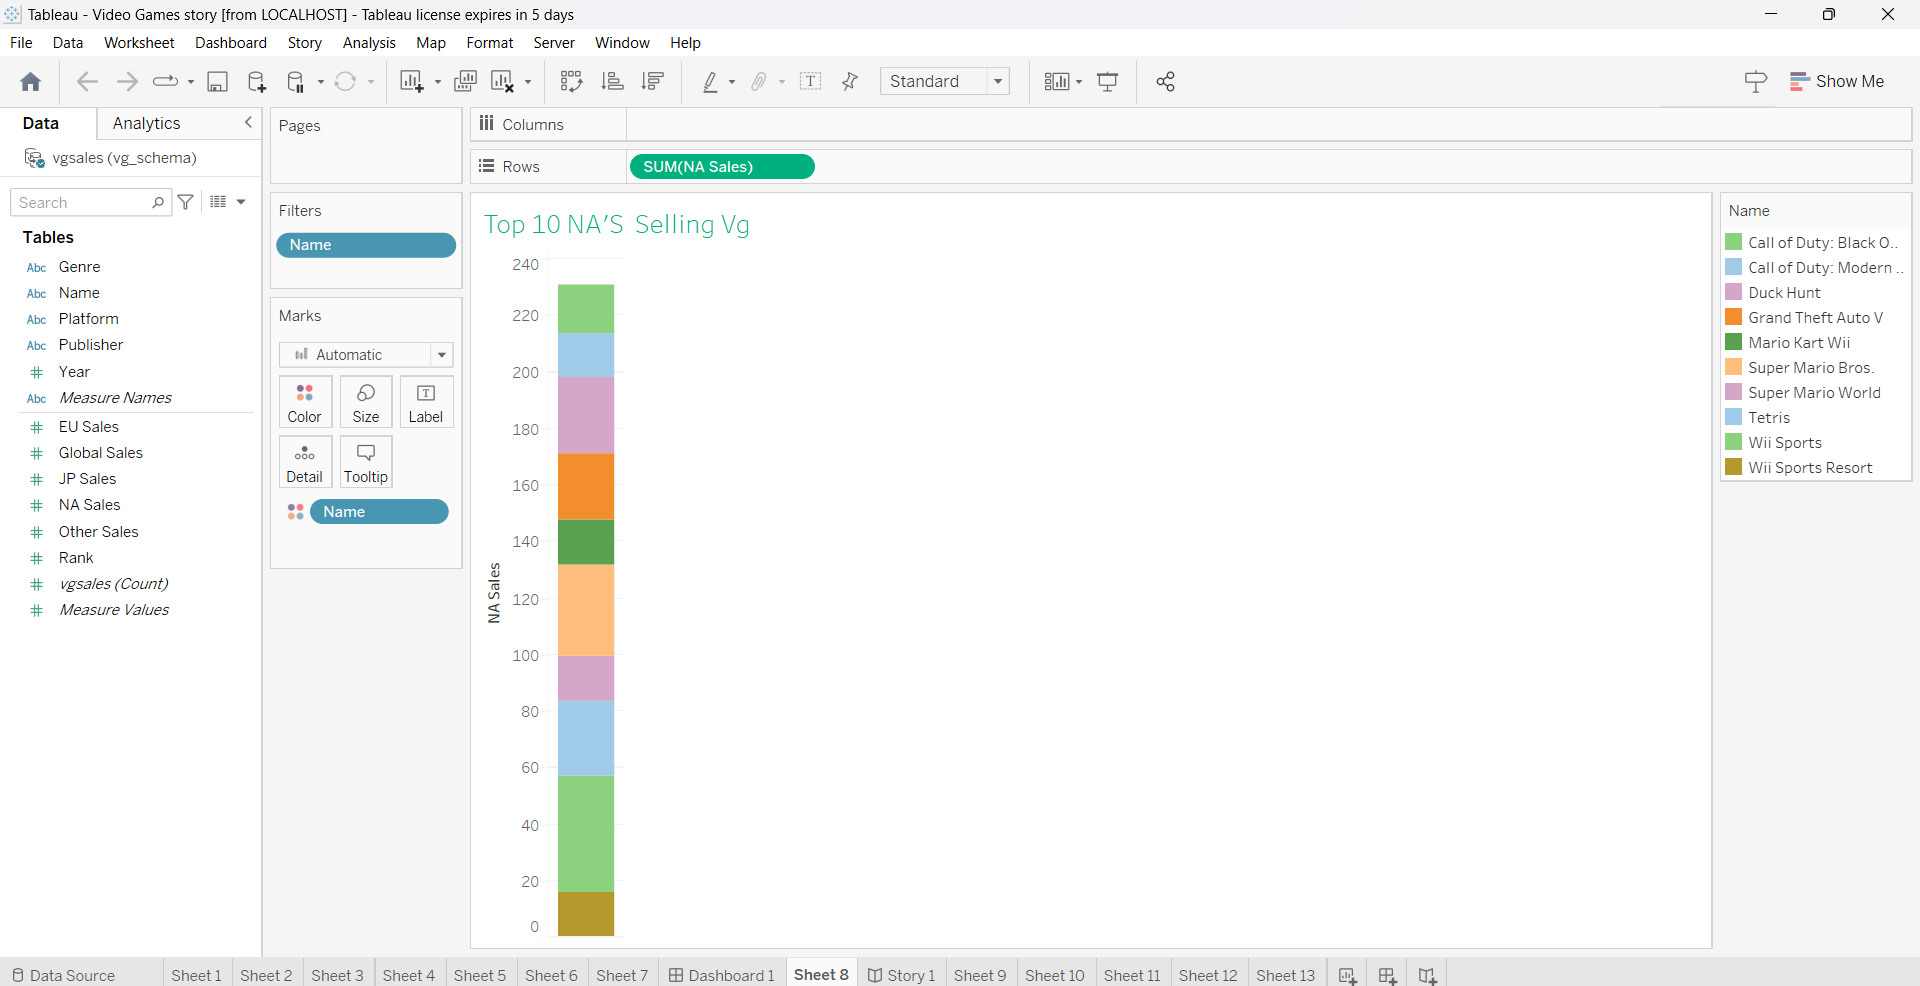 Tableau - Video Games story [from LOCALHOST] - Tableau license expires in 5 days
File Data Worksheet Dashboard Story Analysis Map Format Server Window Help
Standard
Show Me
Data Analytics
vgsales (vg_schema)
Search
Tables
Abc Genre
Abc Name
Abc Platform
Abc Publisher
# Year
Abc Measure Names
# EU Sales
# Global Sales
# JP Sales
# NA Sales
# Other Sales
# Rank
# vgsales (Count)
# Measure Values
Pages
Filters
Name
Marks
Automatic
Color Size Label
Detail Tooltip
Name
Columns
Rows SUM(NA Sales)
Top 10 NA'S Selling Vg
240
220
200
180
160
140
120
100
80
60
40
20
0
NA Sales
Name
Call of Duty: Black O..
Call of Duty: Modern ..
Duck Hunt
Grand Theft Auto V
Mario Kart Wii
Super Mario Bros.
Super Mario World
Tetris
Wii Sports
Wii Sports Resort
Data Source Sheet 1 Sheet 2 Sheet 3 Sheet 4 Sheet 5 Sheet 6 Sheet 7 Dashboard 1 Sheet 8 Story 1 Sheet 9 Sheet 10 Sheet 11 Sheet 12 Sheet 13